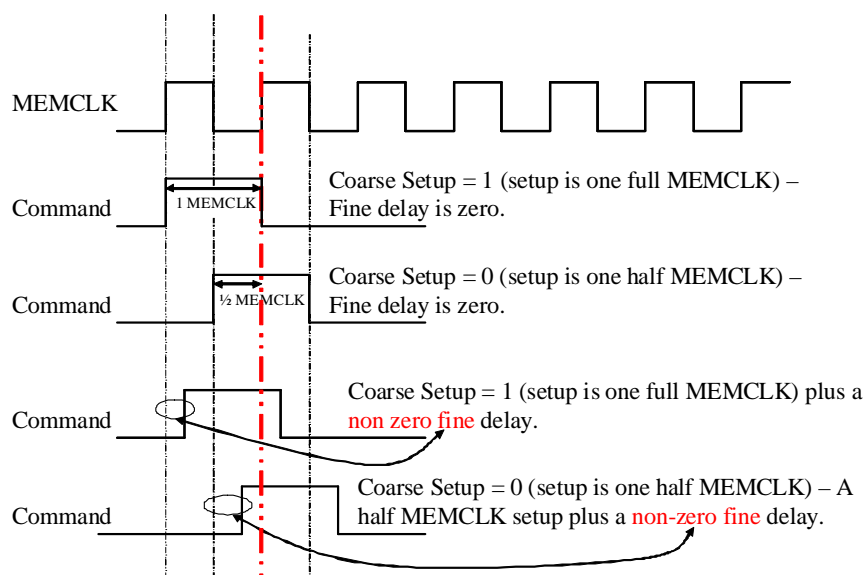 MEMCLK
Coarse Setup = 1 (setup is one full MEMCLK) –
Fine delay is zero.
1 MEMCLK
Command
Coarse Setup = 0 (setup is one half MEMCLK) –
Fine delay is zero.
½ MEMCLK
Command
Coarse Setup = 1 (setup is one full MEMCLK) plus a
non zero fine delay.
Command
Coarse Setup = 0 (setup is one half MEMCLK) – A
half MEMCLK setup plus a non-zero fine delay.
Command